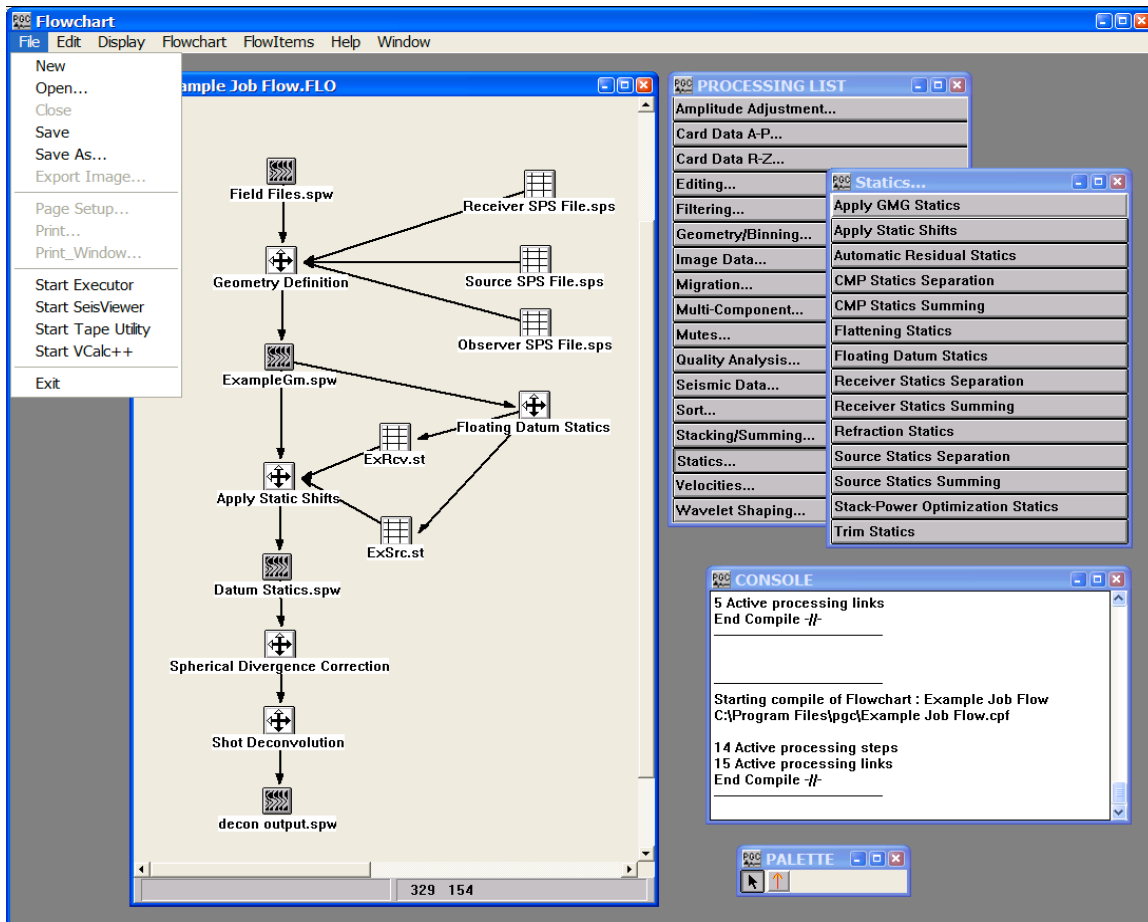 PGC Flowchart
File Edit Display Flowchart FlowItems Help Window
New
Open...
Close
Save
Save As...
Export Image...
Page Setup...
Print...
Print_Window...
Start Executor
Start SeisViewer
Start Tape Utility
Start VCalc++
Exit
ample Job Flow.FLO
Field Files.spw
Receiver SPS File.sps
Geometry Definition
Source SPS File.sps
Observer SPS File.sps
ExampleGm.spw
Floating Datum Statics
ExRcv.st
Apply Static Shifts
ExSrc.st
Datum Statics.spw
Spherical Divergence Correction
Shot Deconvolution
decon output.spw
329 154
PGC PROCESSING LIST
Amplitude Adjustment...
Card Data A-P...
Card Data R-Z...
Editing...
Filtering...
Geometry/Binning...
Image Data...
Migration...
Multi-Component...
Mutes...
Quality Analysis...
Seismic Data...
Sort...
Stacking/Summing...
Statics...
Velocities...
Wavelet Shaping...
PGC Statics...
Apply GMG Statics
Apply Static Shifts
Automatic Residual Statics
CMP Statics Separation
CMP Statics Summing
Flattening Statics
Floating Datum Statics
Receiver Statics Separation
Receiver Statics Summing
Refraction Statics
Source Statics Separation
Source Statics Summing
Stack-Power Optimization Statics
Trim Statics
PGC CONSOLE
5 Active processing links
End Compile -//-
Starting compile of Flowchart : Example Job Flow
C:\Program Files\pgc\Example Job Flow.cpf
14 Active processing steps
15 Active processing links
End Compile -//-
PGC PALETTE